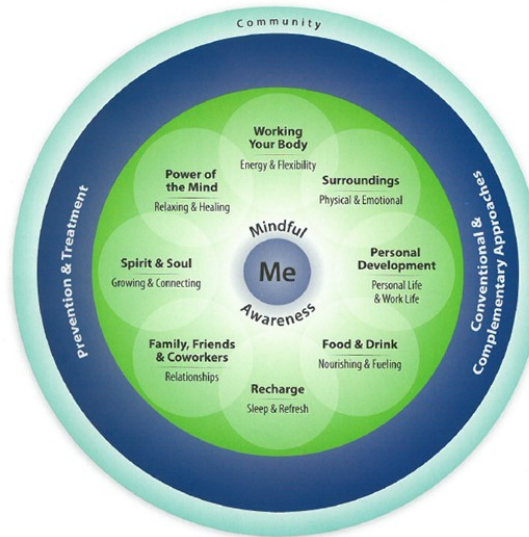 Community
Prevention & Treatment
Conventional &
Complementary Approaches
Working
Your Body
Energy & Flexibility
Surroundings
Physical & Emotional
Personal
Development
Personal Life
& Work Life
Food & Drink
Nourishing & Fueling
Recharge
Sleep & Refresh
Family, Friends
& Coworkers
Relationships
Spirit & Soul
Growing & Connecting
Power of
the Mind
Relaxing & Healing
Mindful
Me
Awareness